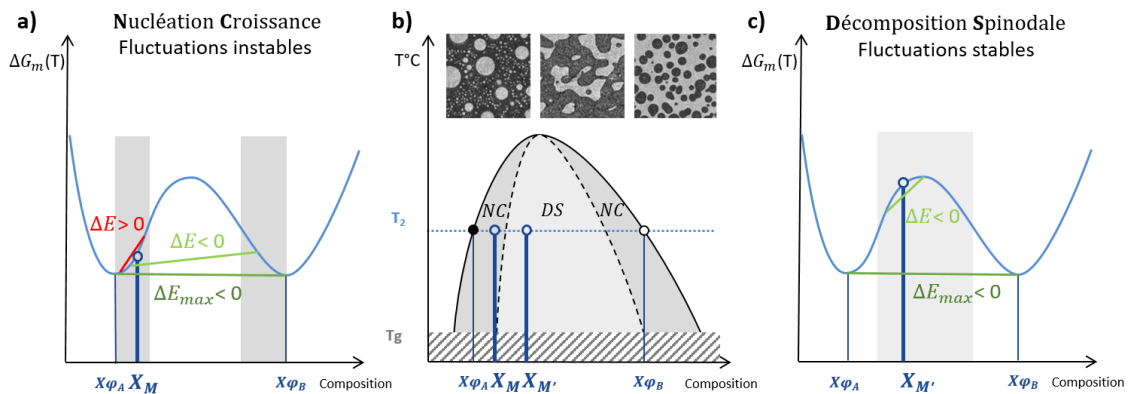 a)
Nucléation Croissance
Fluctuations instables
ΔG_m(T)
ΔE > 0
ΔE < 0
ΔE_max < 0
Xφ_A X_M Xφ_B Composition
b)
T°C
NC DS NC
T_2
Tg
Xφ_A X_M X_M' Xφ_B Composition
c)
Décomposition Spinodale
Fluctuations stables
ΔG_m(T)
ΔE < 0
ΔE_max < 0
Xφ_A X_M' Xφ_B Composition